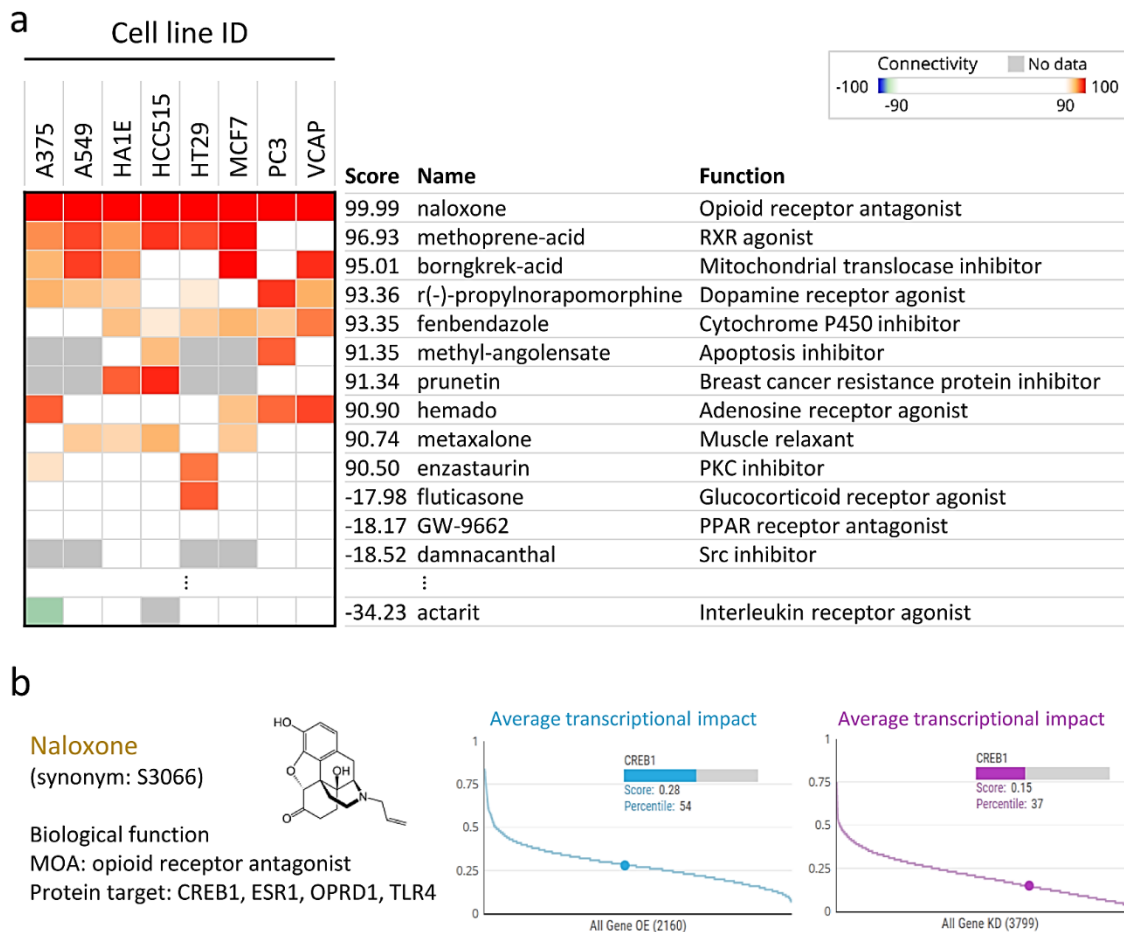 a
Cell line ID
Connectivity No data
-100 100
-90 90
A375 A549 HA1E HCC515 HT29 MCF7 PC3 VCAP
Score Name Function
99.99 naloxone Opioid receptor antagonist
96.93 methoprene-acid RXR agonist
95.01 borngkrek-acid Mitochondrial translocase inhibitor
93.36 r(-)-propylnorapomorphine Dopamine receptor agonist
93.35 fenbendazole Cytochrome P450 inhibitor
91.35 methyl-angolensate Apoptosis inhibitor
91.34 prunetin Breast cancer resistance protein inhibitor
90.90 hemado Adenosine receptor agonist
90.74 metaxalone Muscle relaxant
90.50 enzastaurin PKC inhibitor
-17.98 fluticasone Glucocorticoid receptor agonist
-18.17 GW-9662 PPAR receptor antagonist
-18.52 damnacanthal Src inhibitor
⋮ ⋮
-34.23 actarit Interleukin receptor agonist
b
Naloxone
(synonym: S3066)
Biological function
MOA: opioid receptor antagonist
Protein target: CREB1, ESR1, OPRD1, TLR4
HO
O
OH
N
O
Average transcriptional impact
1
0.75
0.5
0.25
0
CREB1
Score: 0.28
Percentile: 54
All Gene OE (2160)
Average transcriptional impact
1
0.75
0.5
0.25
0
CREB1
Score: 0.15
Percentile: 37
All Gene KD (3799)